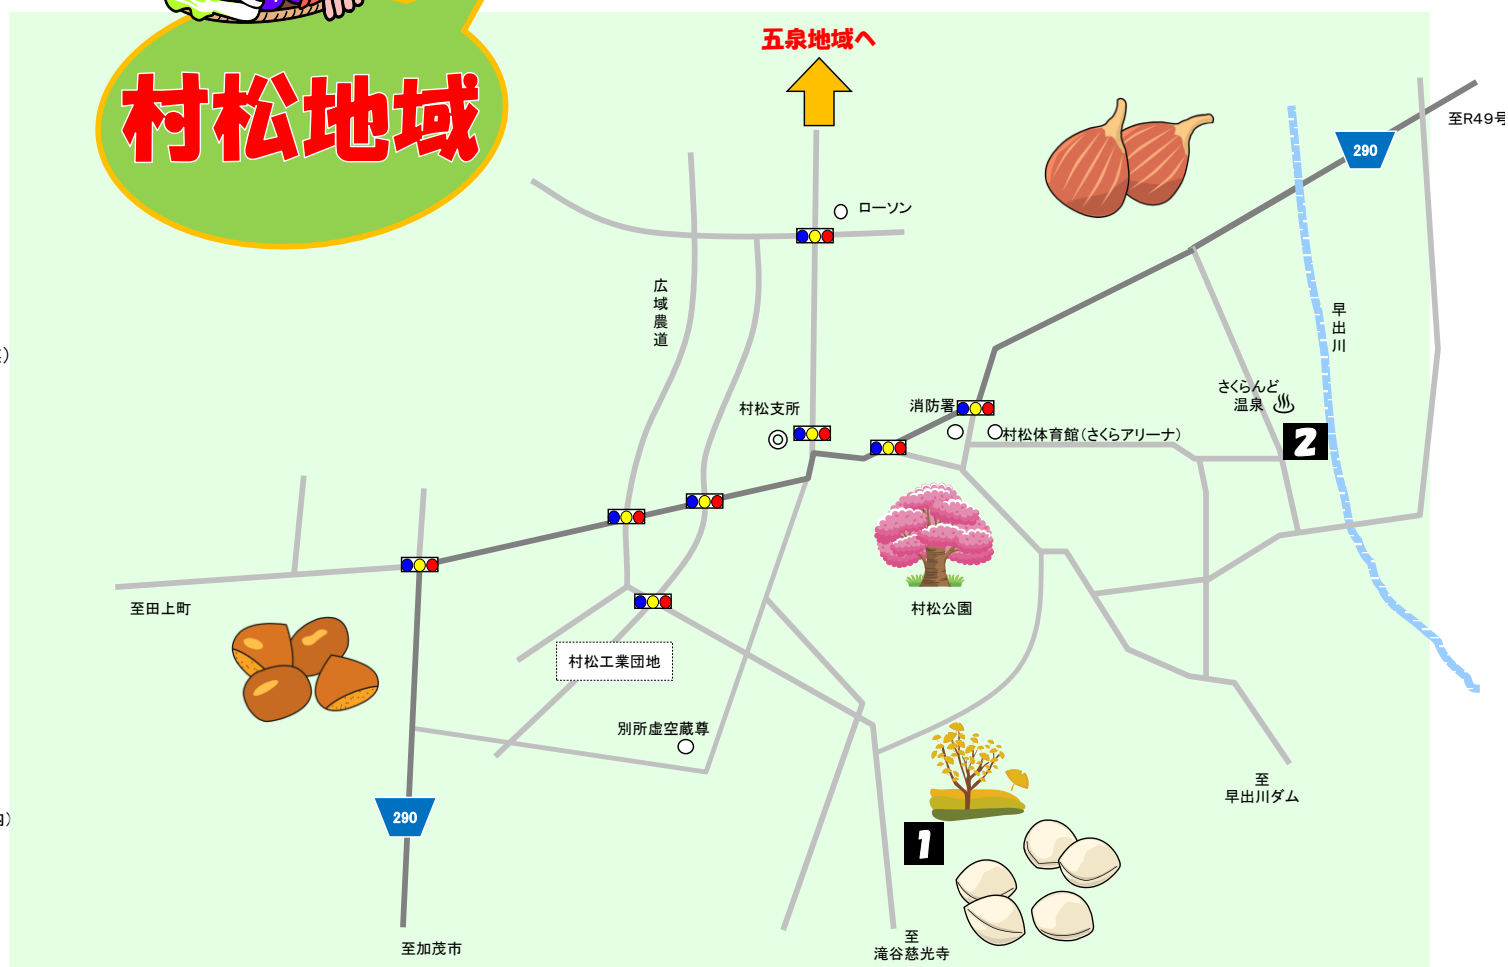 五泉地域へ
村松地域
至R49号
290
ローソン
広域農道
早出川
)
さくらんど
温泉
村松支所
消防署
村松体育館(さくらアリーナ)
2
至田上町
村松公園
村松工業団地
別所虚空蔵尊
至
早出川ダム
290
1
至
滝谷慈光寺
至加茂市